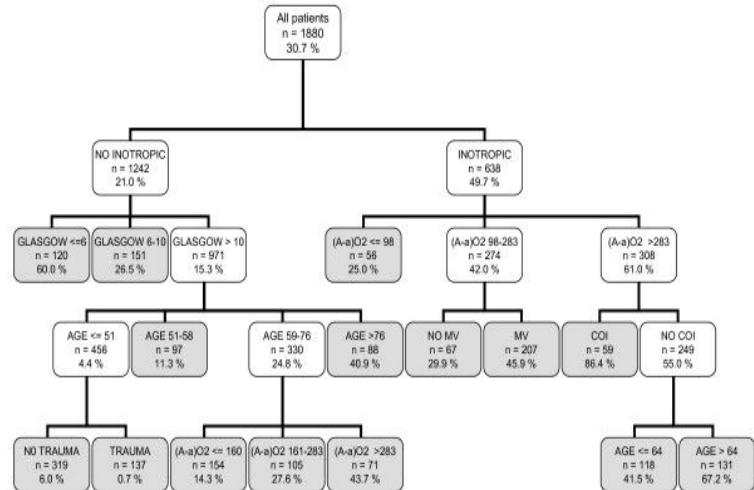 All patients
n = 1880
30.7 %
NO INOTROPIC
n = 1242
21.0 %
INOTROPIC
n = 638
49.7 %
GLASGOW <=6
n = 120
60.0 %
GLASGOW 6-10
n = 151
26.5 %
GLASGOW > 10
n = 971
15.3 %
(A-a)O2 <= 98
n = 56
25.0 %
(A-a)O2 98-283
n = 274
42.0 %
(A-a)O2 >283
n = 308
61.0 %
AGE <= 51
n = 456
4.4 %
AGE 51-58
n = 97
11.3 %
AGE 59-76
n = 330
24.8 %
AGE >76
n = 88
40.9 %
NO MV
n = 67
29.9 %
MV
n = 207
45.9 %
COI
n = 59
86.4 %
NO COI
n = 249
55.0 %
N0 TRAUMA
n = 319
6.0 %
TRAUMA
n = 137
0.7 %
(A-a)O2 <= 160
n = 154
14.3 %
(A-a)O2 161-283
n = 105
27.6 %
(A-a)O2 >283
n = 71
43.7 %
AGE <= 64
n = 118
41.5 %
AGE > 64
n = 131
67.2 %